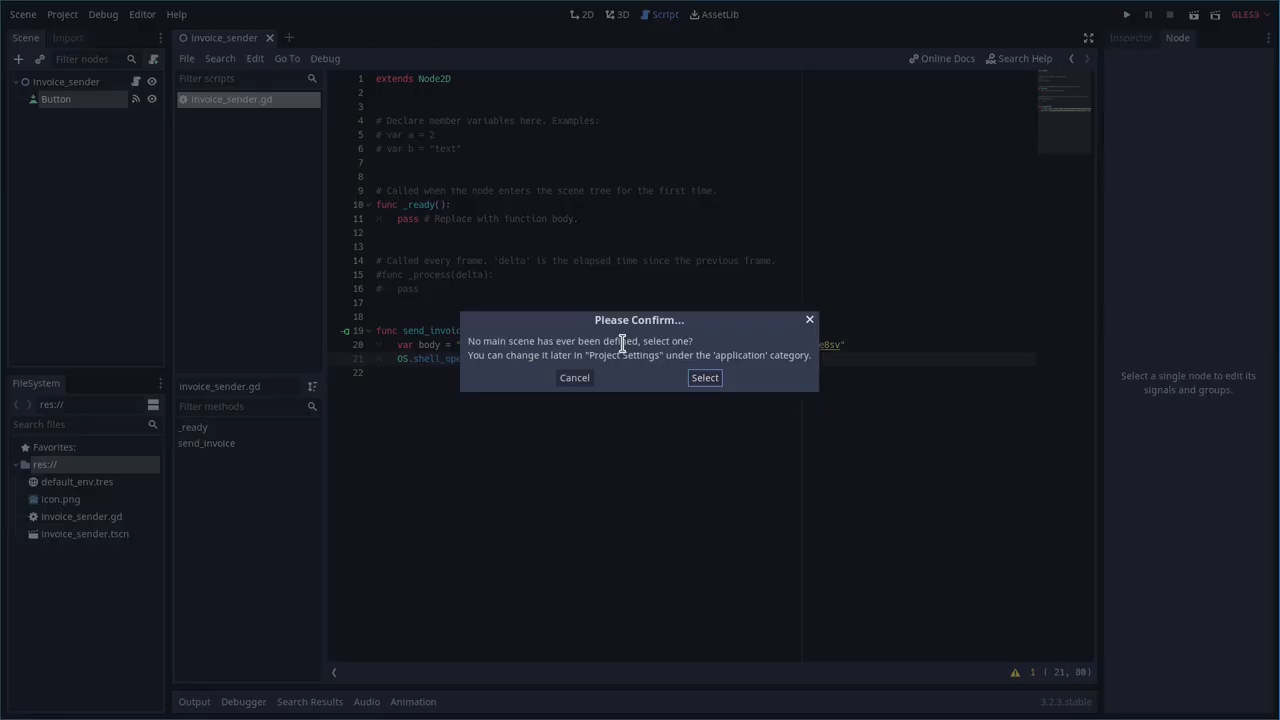 Scene Project Debug Editor Help
2D 3D Script AssetLib
GLES3
Scene Import
Filter nodes
Invoice_sender
Button
FileSystem
res://
Search files
Favorites:
res://
default_env.tres
icon.png
invoice_sender.gd
invoice_sender.tscn
Invoice_sender
File Search Edit Go To Debug
Online Docs Search Help
Filter scripts
invoice_sender.gd
invoice_sender.gd
Filter methods
_ready
send_invoice
1 extends Node2D
2
3
4 # Declare member variables here. Examples:
5 # var a = 2
6 # var b = "text"
7
8
9 # Called when the node enters the scene tree for the first time.
10 func _ready():
11 pass # Replace with function body.
12
13
14 # Called every frame. 'delta' is the elapsed time since the previous frame.
15 #func _process(delta):
16 # pass
17
18
19 func send_invoic
20 var body = " e8sv"
21 OS.shell_ope
22
Please Confirm...
No main scene has ever been defined, select one?
You can change it later in "Project Settings" under the 'application' category.
Cancel Select
1 ( 21, 80)
Output Debugger Search Results Audio Animation
3.2.3.stable
Inspector Node
Select a single node to edit its
signals and groups.